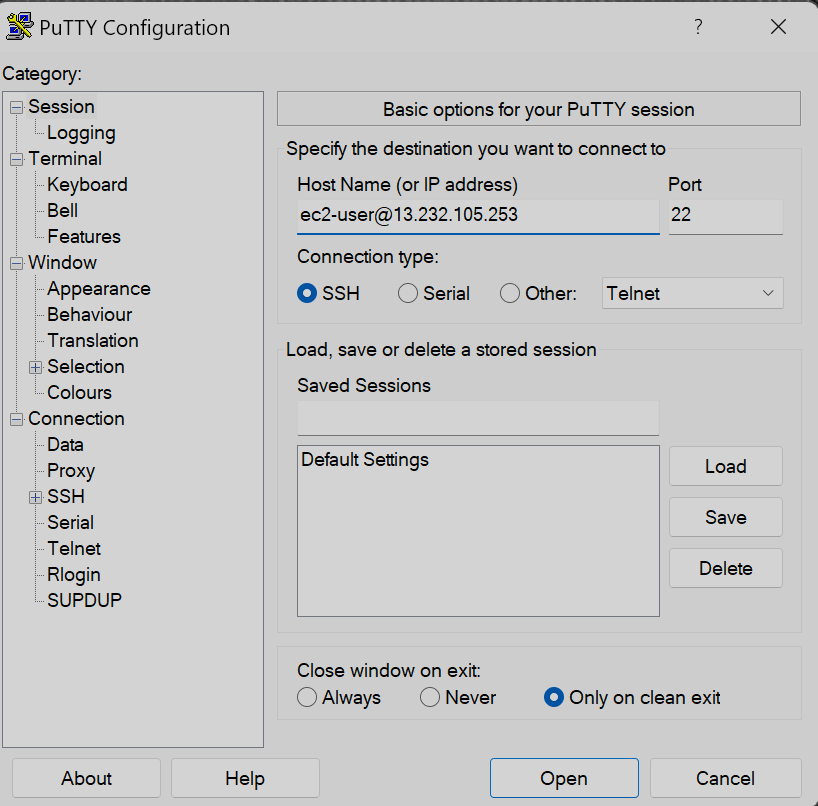 PuTTY Configuration
?
Category:
Session
Logging
Terminal
Keyboard
Bell
Features
Window
Appearance
Behaviour
Translation
Selection
Colours
Connection
Data
Proxy
SSH
Serial
Telnet
Rlogin
SUPDUP
Basic options for your PuTTY session
Specify the destination you want to connect to
Host Name (or IP address) Port
ec2-user@13.232.105.253 22
Connection type:
SSH Serial Other: Telnet
Load, save or delete a stored session
Saved Sessions
Default Settings
Load
Save
Delete
Close window on exit:
Always Never Only on clean exit
About Help Open Cancel